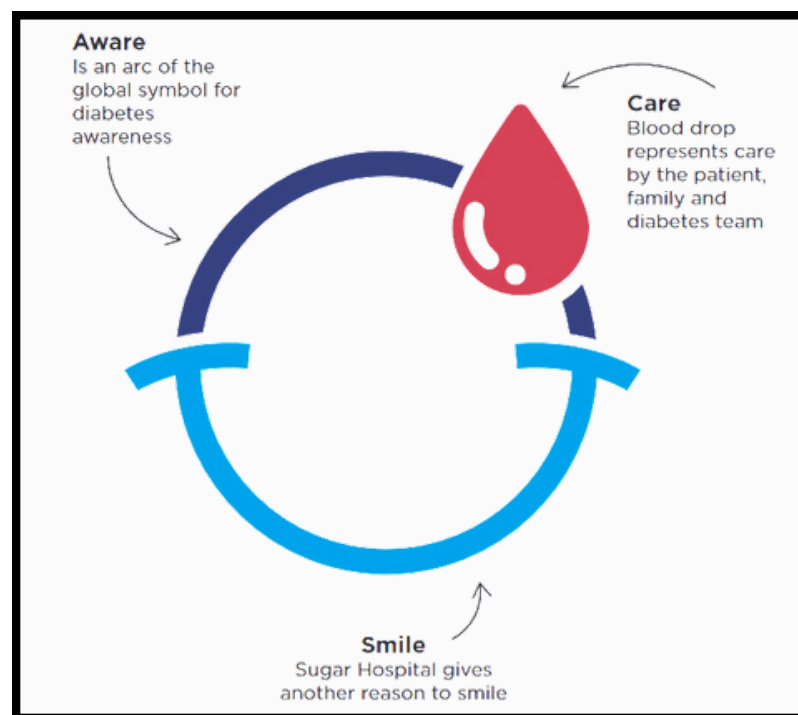 Aware
Is an arc of the
global symbol for
diabetes
awareness
Care
Blood drop
represents care
by the patient,
family and
diabetes team
Smile
Sugar Hospital gives
another reason to smile